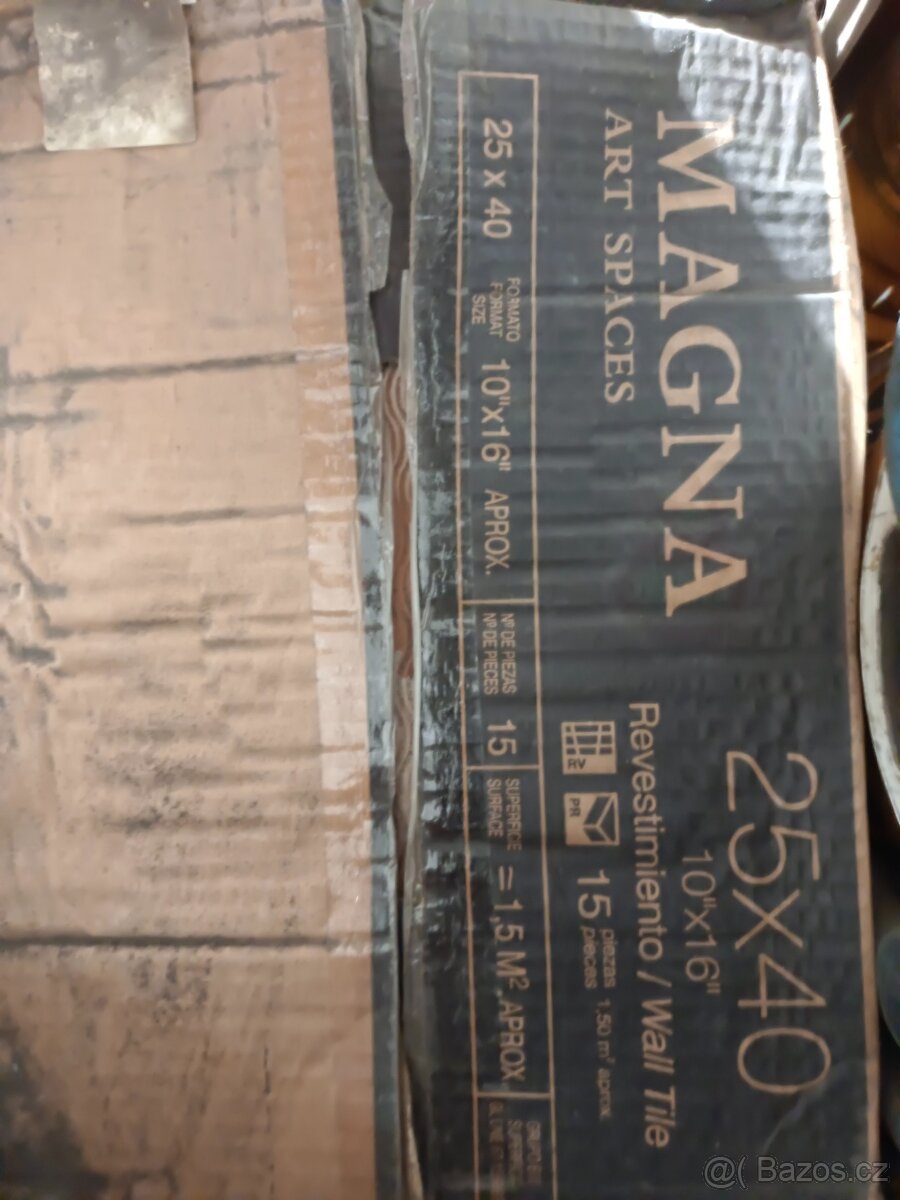 MAGNA
ART SPACES
25x40
10"x16"
Revestimiento / Wall Tile
RV
PR
15 piezas 1,50 m² aprox
pieces
25 x 40
FORMATO
FORMAT
SIZE
10"x16" APROX.
Nº DE PIEZAS
Nº DE PIECES
15
SUPERFICIE
SURFACE
= 1,5 M². APROX.
@( Bazos.cz